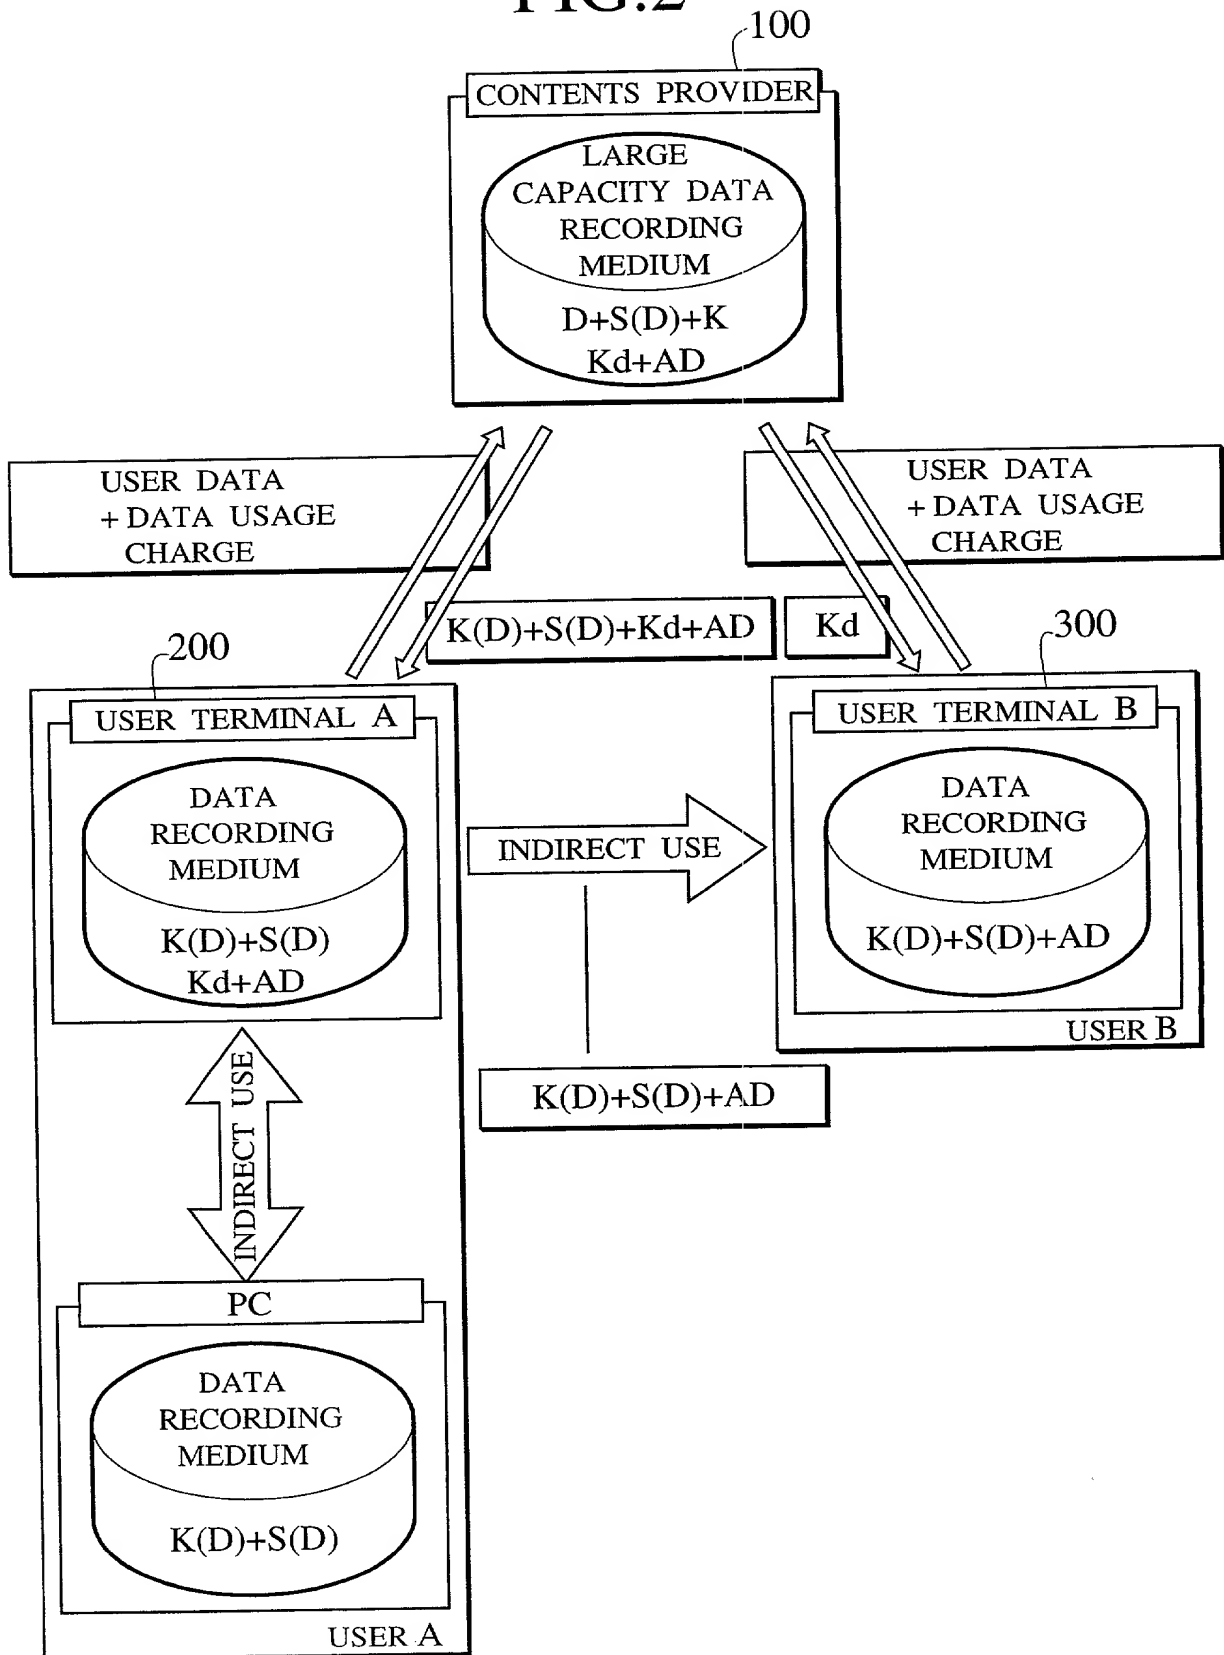 FIG.2
100
CONTENTS PROVIDER
LARGE
CAPACITY DATA
RECORDING
MEDIUM
D+S(D)+K
Kd+AD
USER DATA
+ DATA USAGE
CHARGE
USER DATA
+ DATA USAGE
CHARGE
K(D)+S(D)+Kd+AD
Kd
200
300
USER TERMINAL A
USER TERMINAL B
DATA
RECORDING
MEDIUM
K(D)+S(D)
Kd+AD
INDIRECT USE
DATA
RECORDING
MEDIUM
K(D)+S(D)+AD
USER B
INDIRECT USE
K(D)+S(D)+AD
PC
DATA
RECORDING
MEDIUM
K(D)+S(D)
USER A